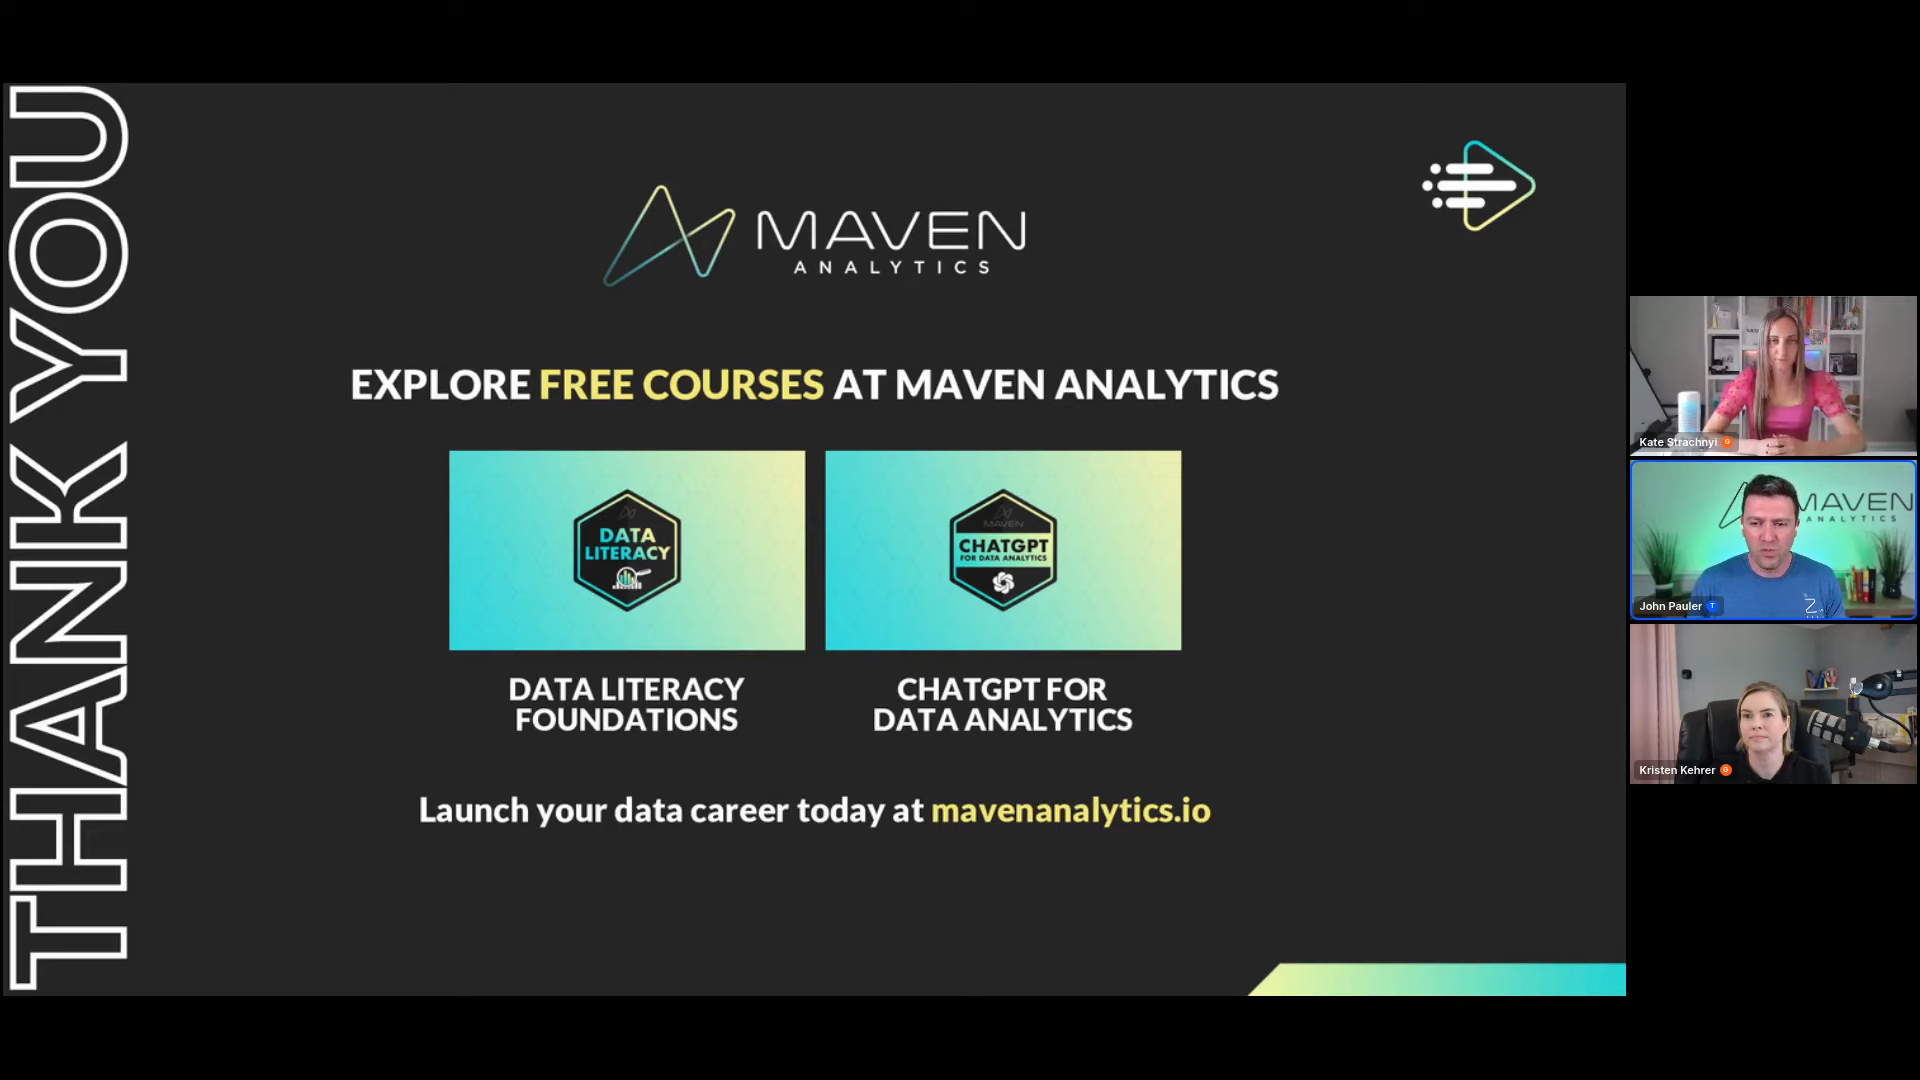 THANK YOU
MAVEN
ANALYTICS
EXPLORE FREE COURSES AT MAVEN ANALYTICS
DATA
LITERACY
MAVEN
CHATGPT
FOR DATA ANALYTICS
DATA LITERACY
FOUNDATIONS
CHATGPT FOR
DATA ANALYTICS
Launch your data career today at mavenanalytics.io
Kate Strachnyi G
MAVEN
ANALYTICS
John Pauler T
Kristen Kehrer G